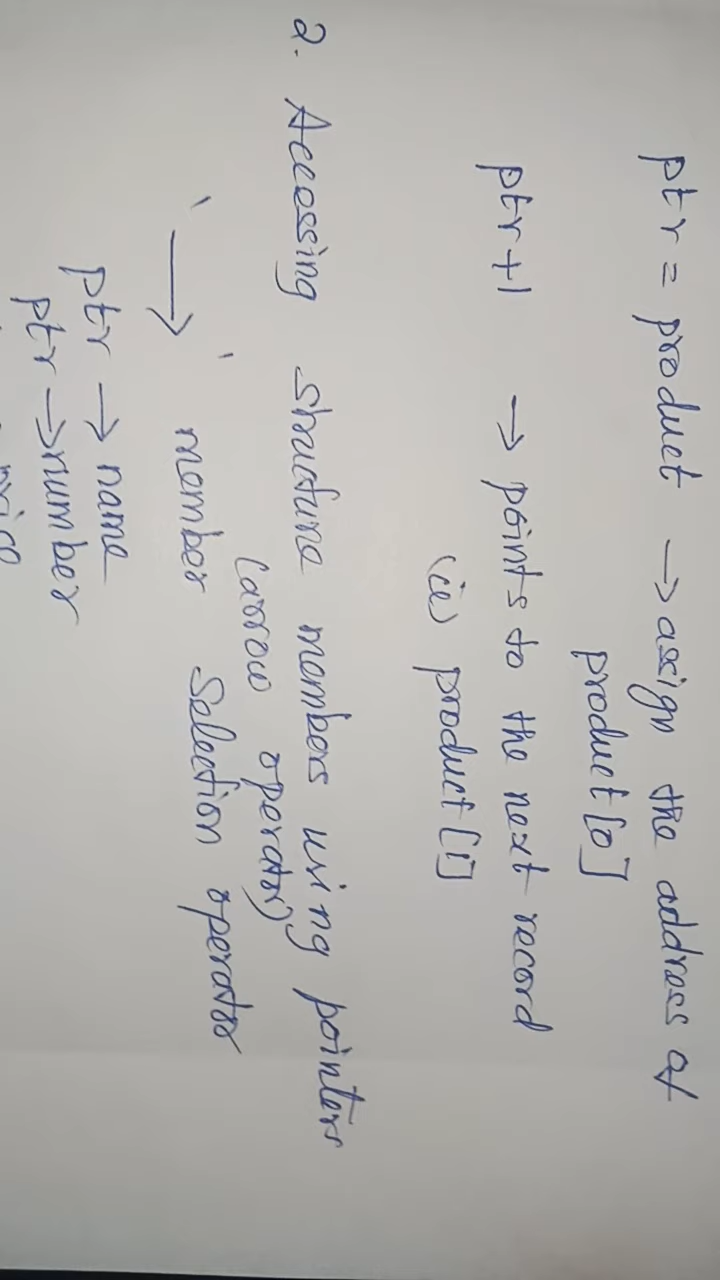 ptr = product → assign the address of
product [0]
ptr+1 → points to the next record
(ie) product [1]
2. Accessing structure members using pointers
(arrow operator)
' → ' member Selection operator
ptr → name
ptr → number